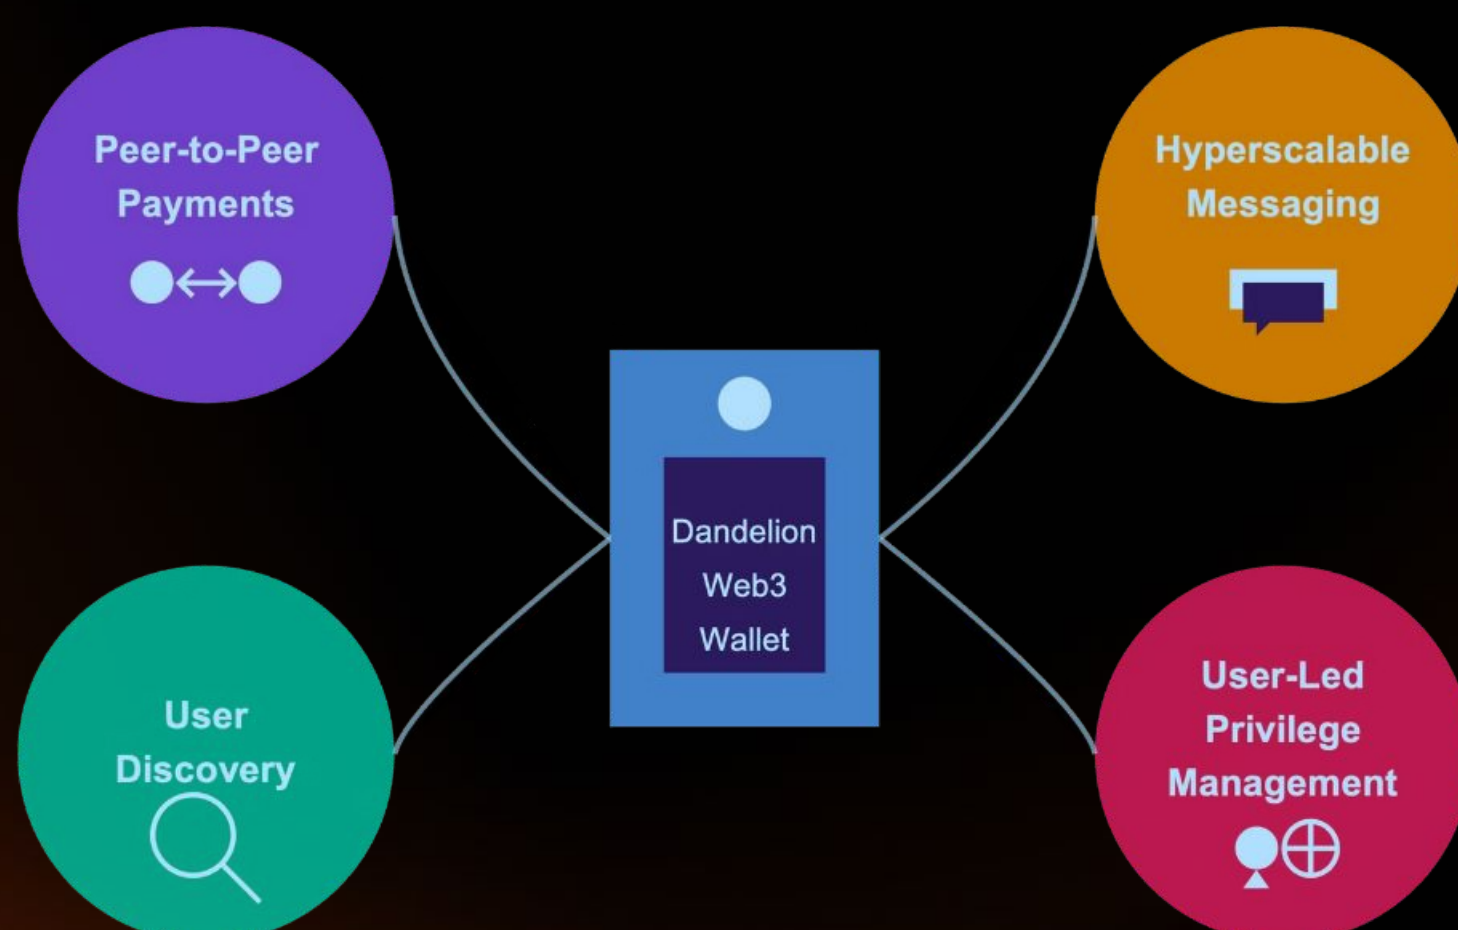 Peer-to-Peer
Payments
Hyperscalable
Messaging
Dandelion
Web3
Wallet
User
Discovery
User-Led
Privilege
Management